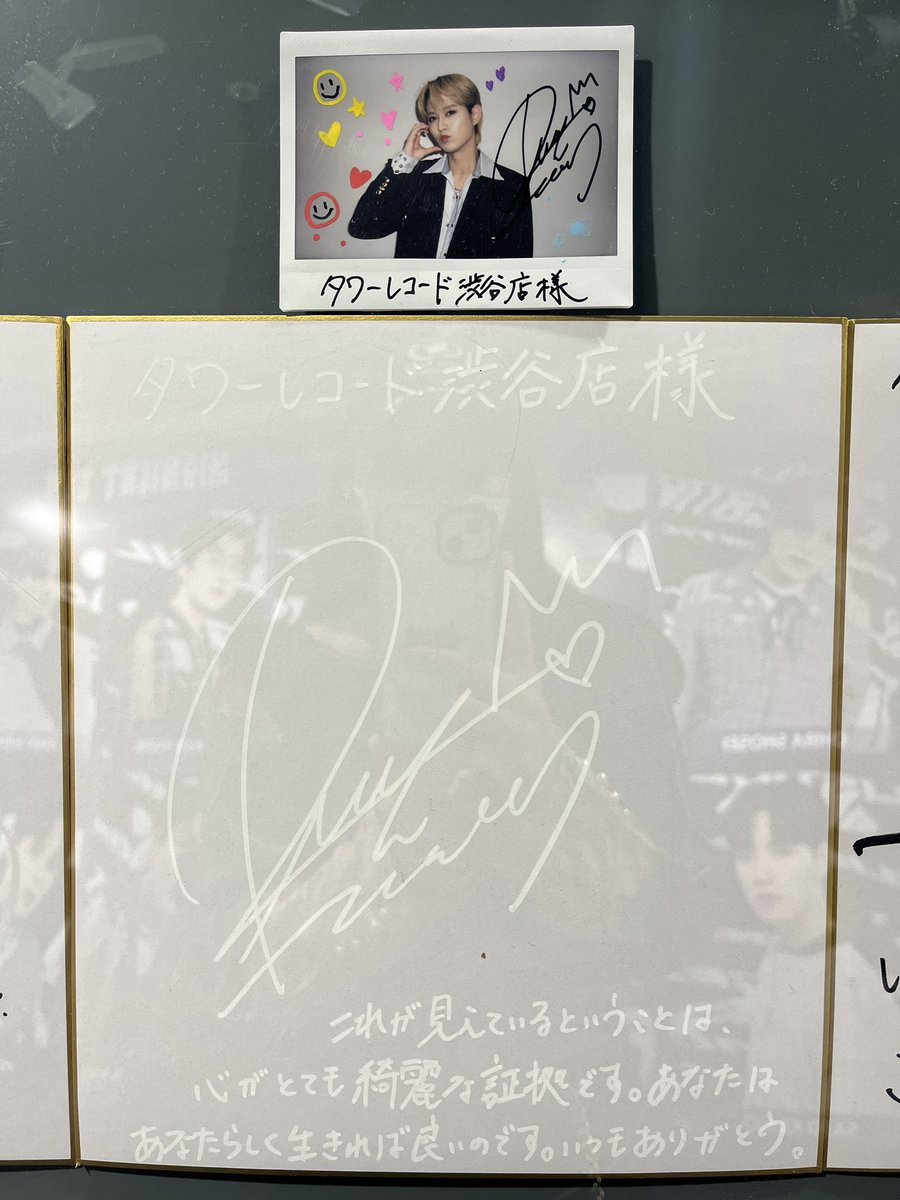 タワーレコード渋谷店様
タワーレコード渋谷店様
これが見えているということは、
心がとても綺麗な証拠です。あなたは
あなたらしく生きれば良いのです。いつもありがとう。